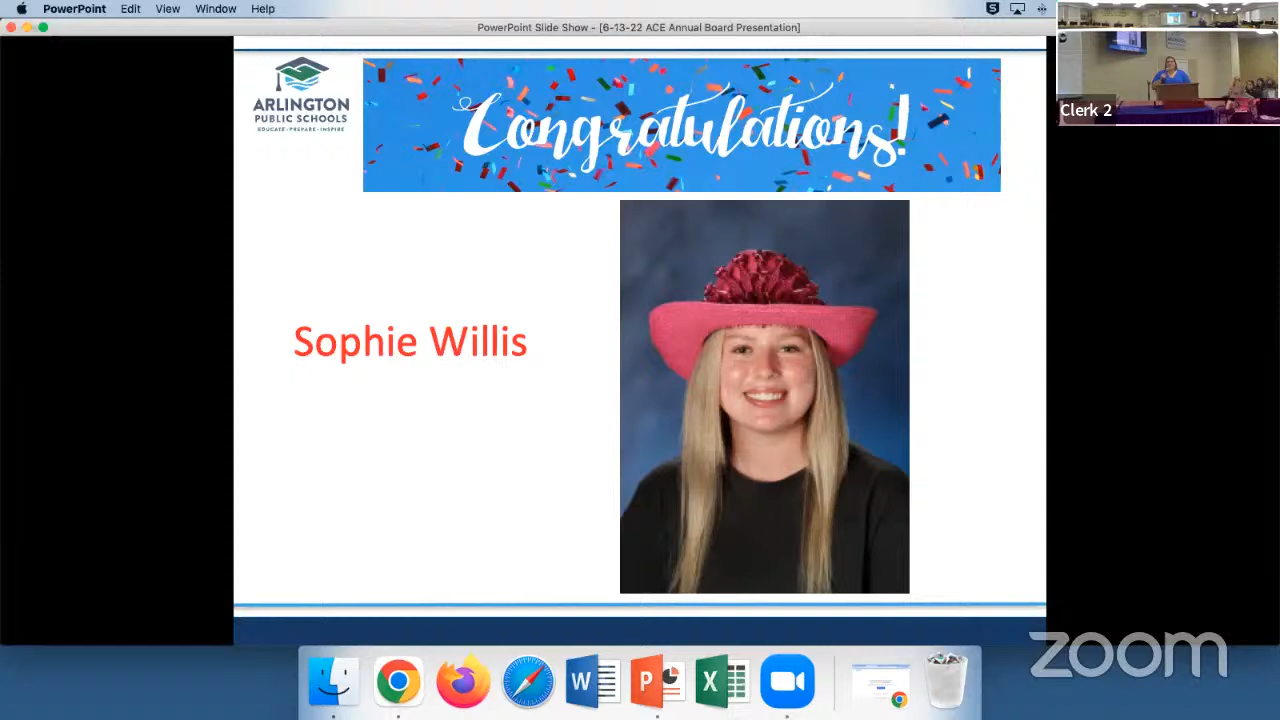 PowerPoint Edit View Window Help
PowerPoint Slide Show - [6-13-22 ACE Annual Board Presentation]
Clerk 2
ARLINGTON
PUBLIC SCHOOLS
EDUCATE·PREPARE·INSPIRE
Congratulations!
Sophie Willis
zoom
W
P
X